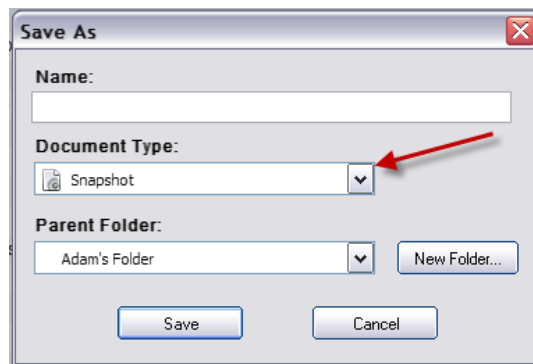 Save As
Name:
Document Type:
Snapshot
Parent Folder:
Adam's Folder
New Folder...
Save
Cancel